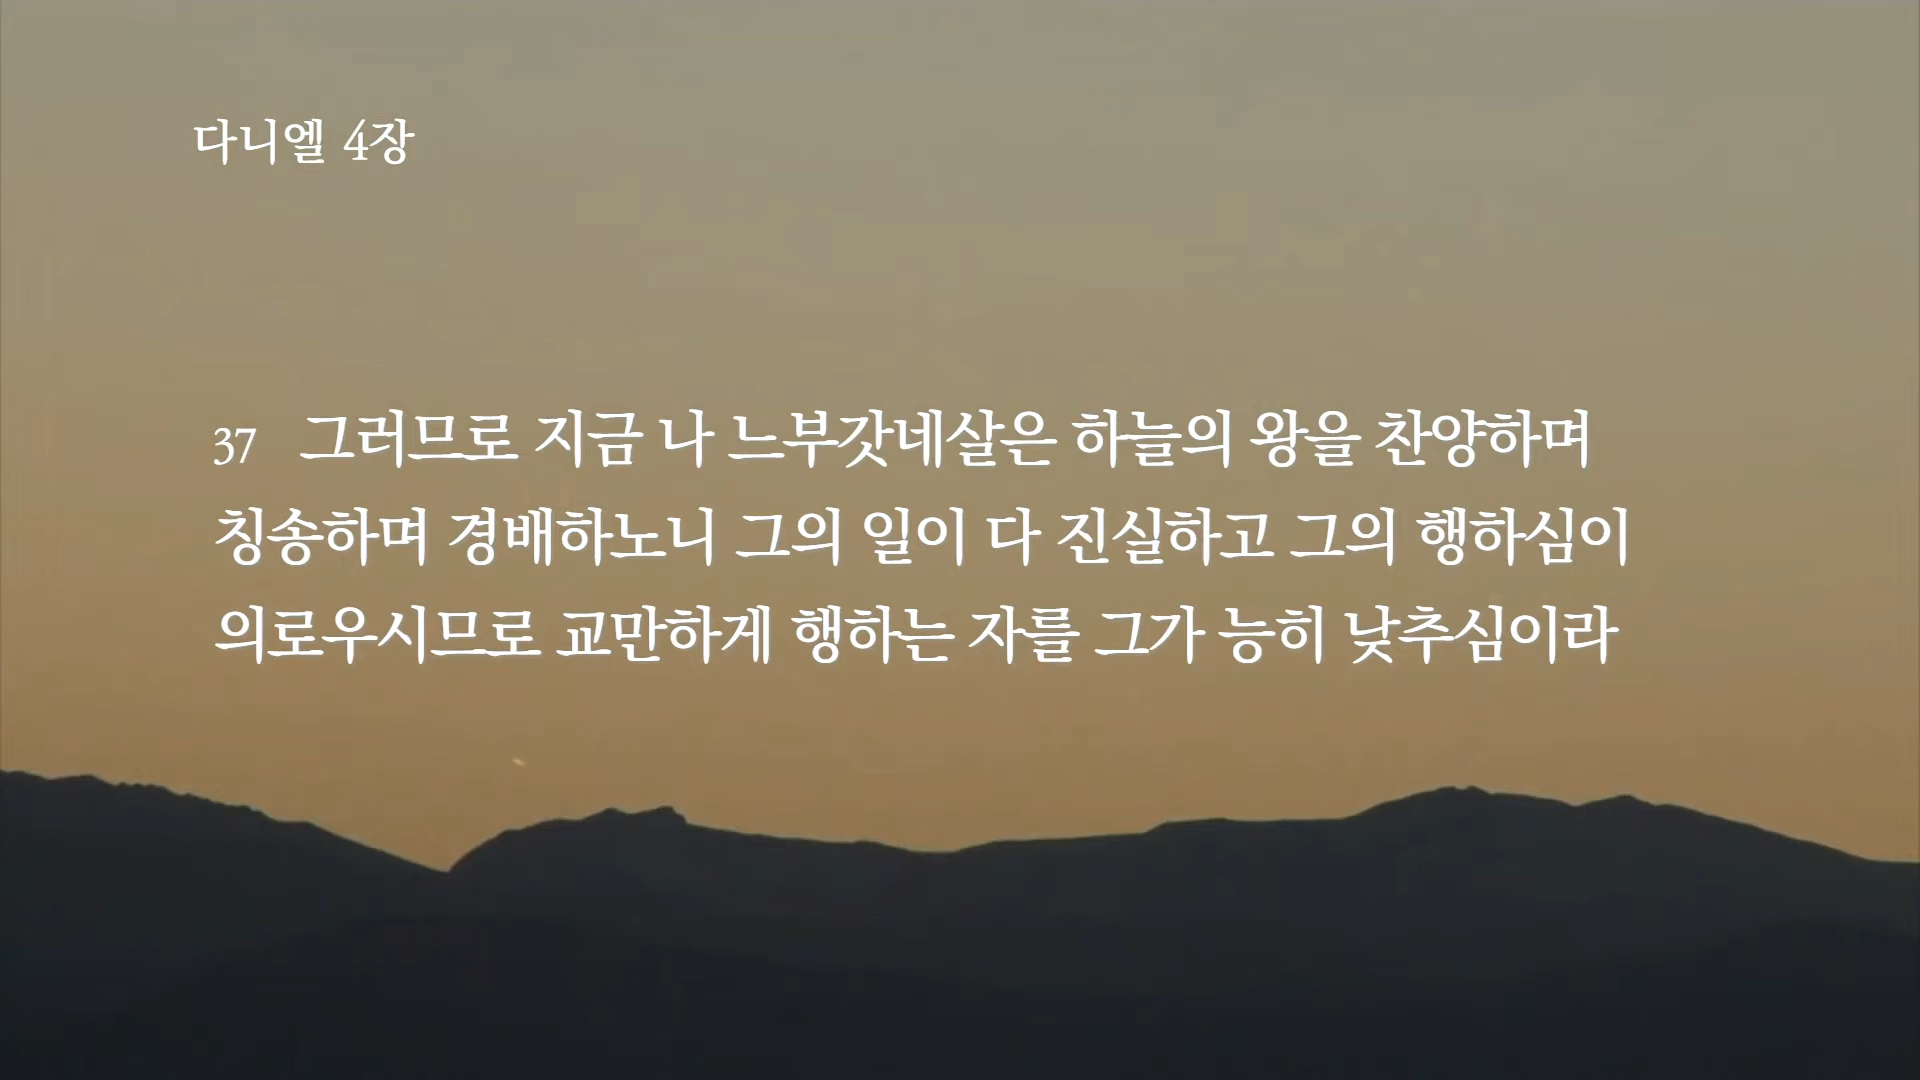 다니엘 4장
37 그러므로 지금 나 느부갓네살은 하늘의 왕을 찬양하며
칭송하며 경배하노니 그의 일이 다 진실하고 그의 행하심이
의로우시므로 교만하게 행하는 자를 그가 능히 낮추심이라